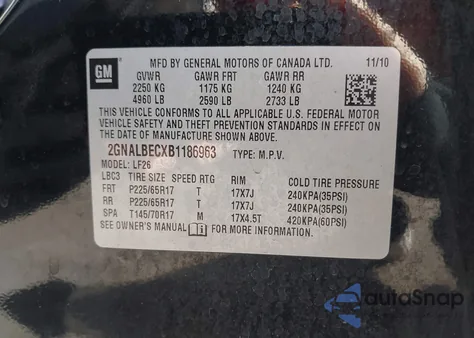 GM
MFD BY GENERAL MOTORS OF CANADA LTD. 11/10
GVWR GAWR FRT GAWR RR
2250 KG 1175 KG 1240 KG
4960 LB 2590 LB 2733 LB
THIS VEHICLE CONFORMS TO ALL APPLICABLE U.S. FEDERAL MOTOR
VEHICLE SAFETY AND THEFT PREVENTION STANDARDS IN EFFECT ON THE
DATE OF MANUFACTURE SHOWN ABOVE.
2GNALBECXB1186963 TYPE: M.P.V.
MODEL: LF26
LBC3 TIRE SIZE SPEED RTG RIM COLD TIRE PRESSURE
FRT P225/65R17 T 17X7J 240KPA(35PSI)
RR P225/65R17 T 17X7J 240KPA(35PSI)
SPA T145/70R17 M 17X4.5T 420KPA(60PSI)
SEE OWNER'S MANUAL FOR MORE INFORMATION.
autoSnap